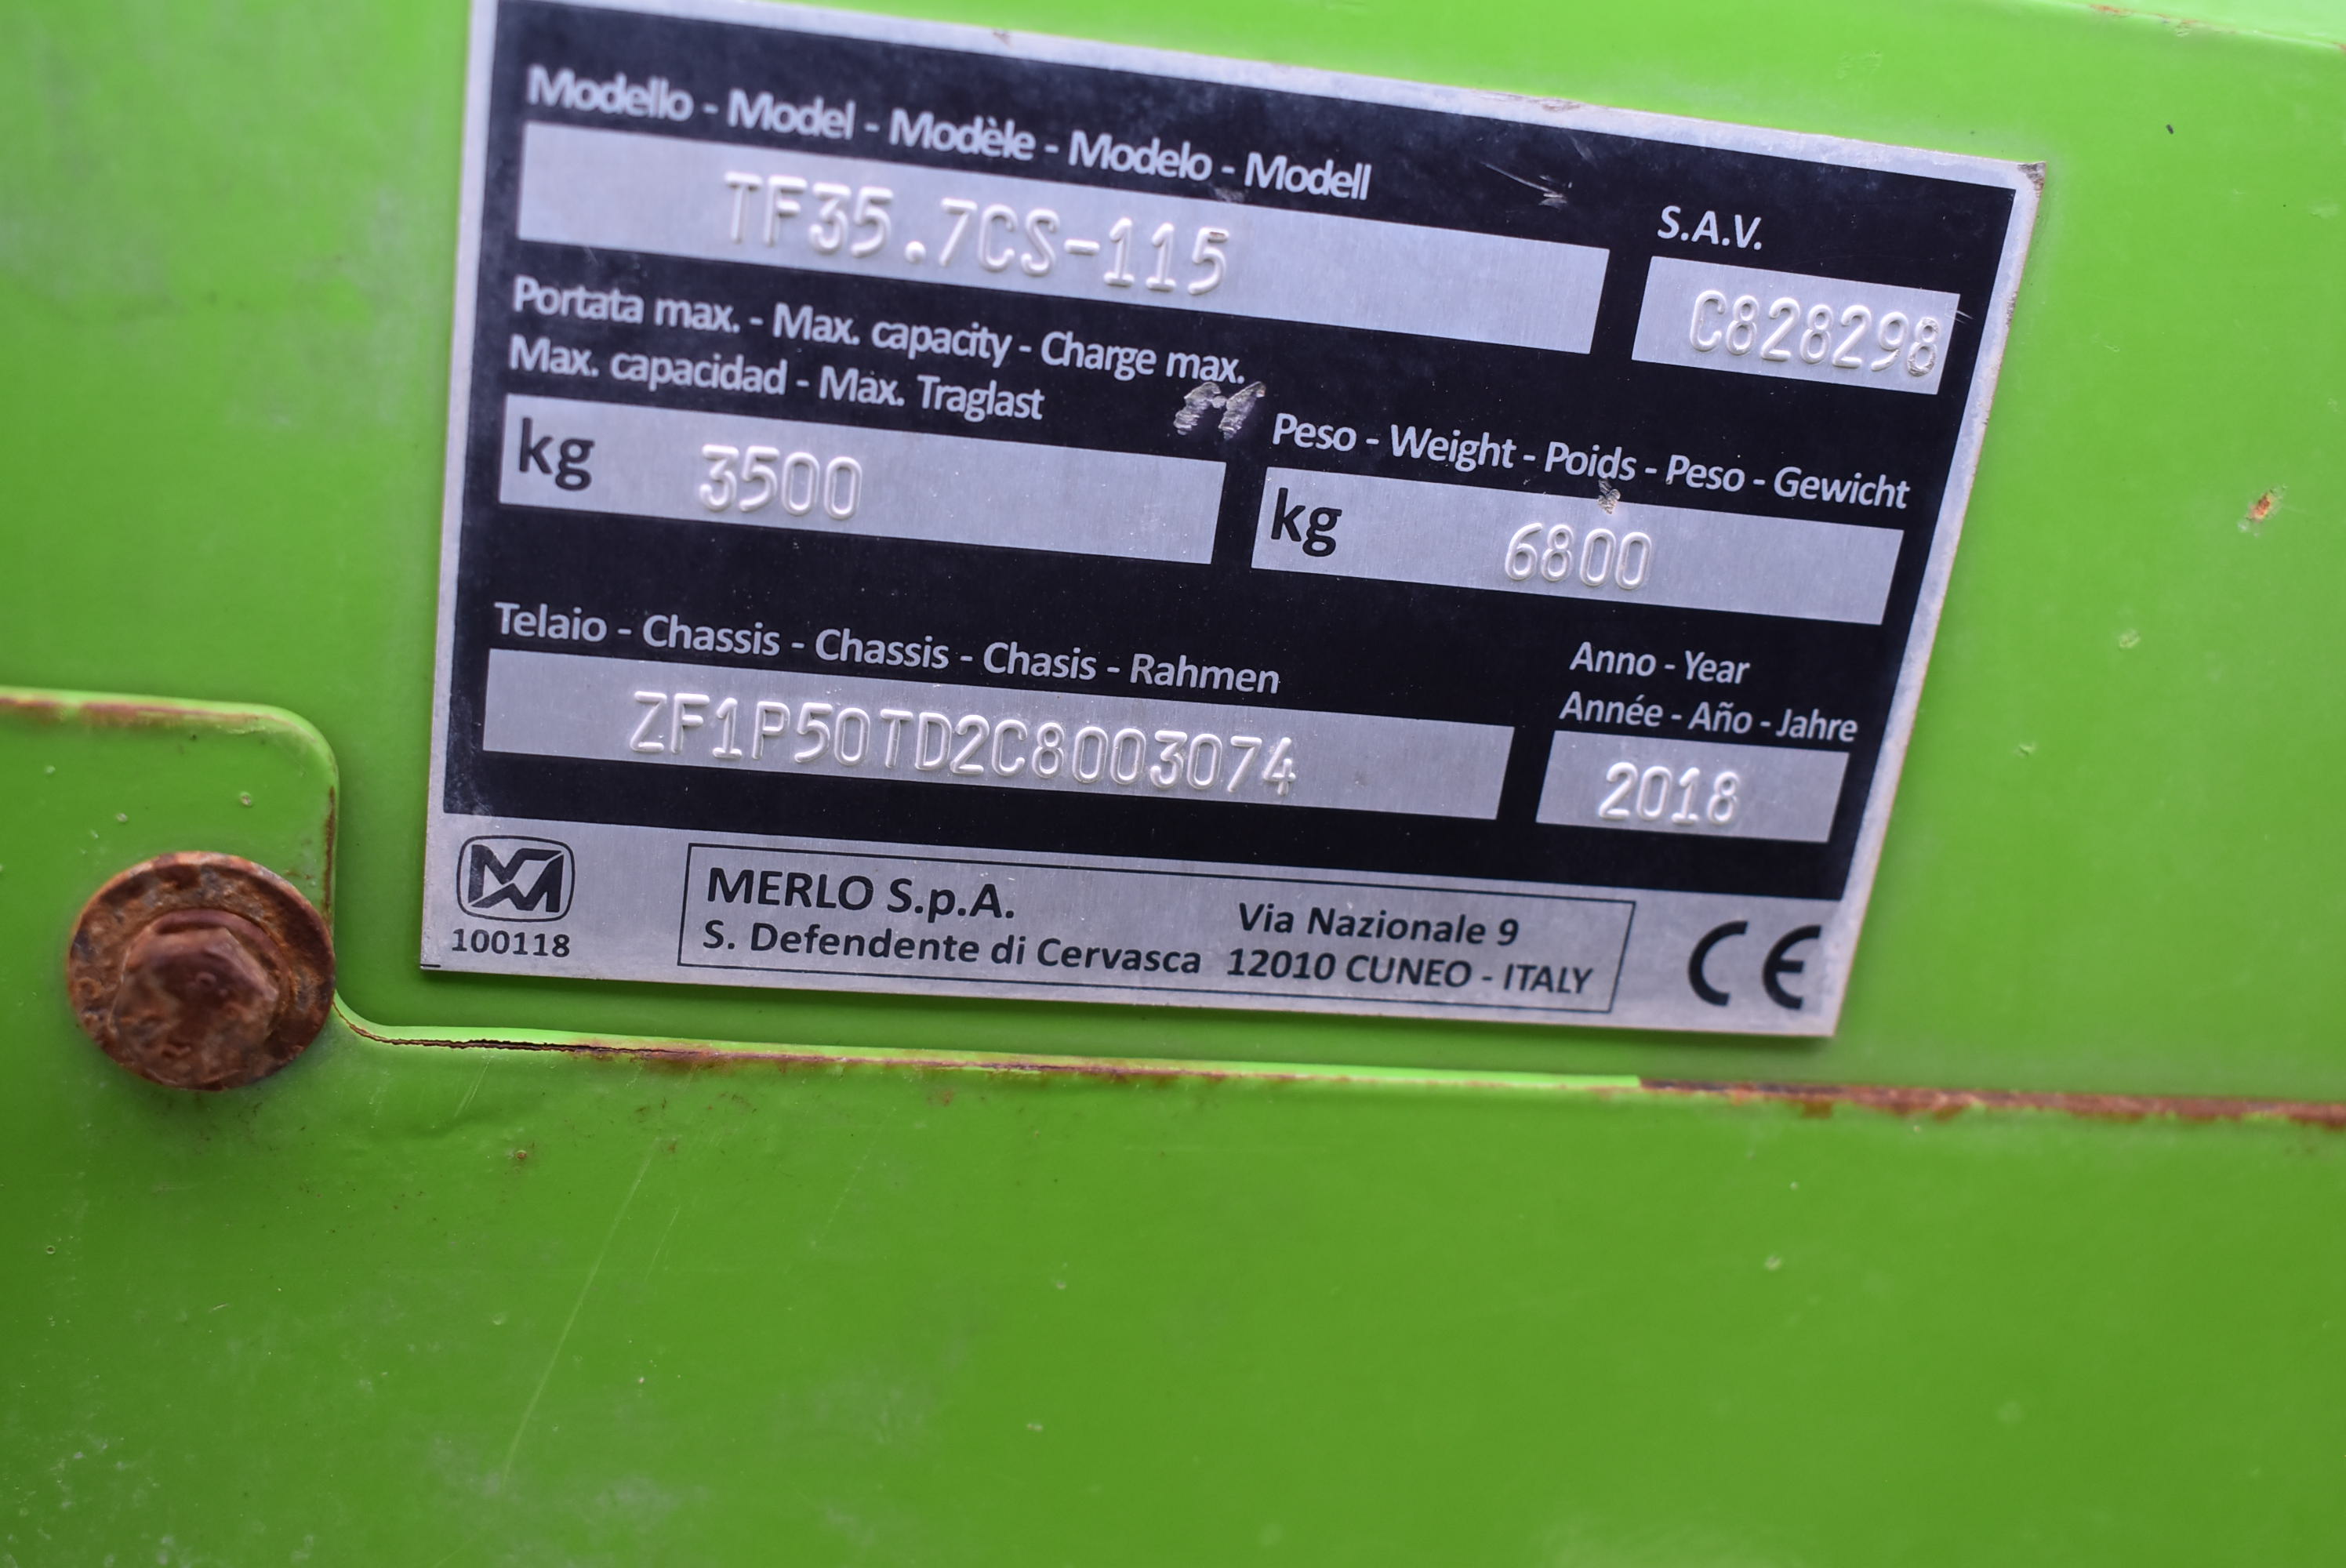 Modello - Model - Modèle - Modelo - Modell
TF35.7CS-115
S.A.V.
C828298
Portata max. - Max. capacity - Charge max.
Max. capacidad - Max. Traglast
kg 3500
Peso - Weight - Poids - Peso - Gewicht
kg 6800
Telaio - Chassis - Chassis - Chasis - Rahmen
ZF1P50TD2C8003074
Anno - Year
Année - Año - Jahre
2018
100118
MERLO S.p.A.
S. Defendente di Cervasca
Via Nazionale 9
12010 CUNEO - ITALY
CE